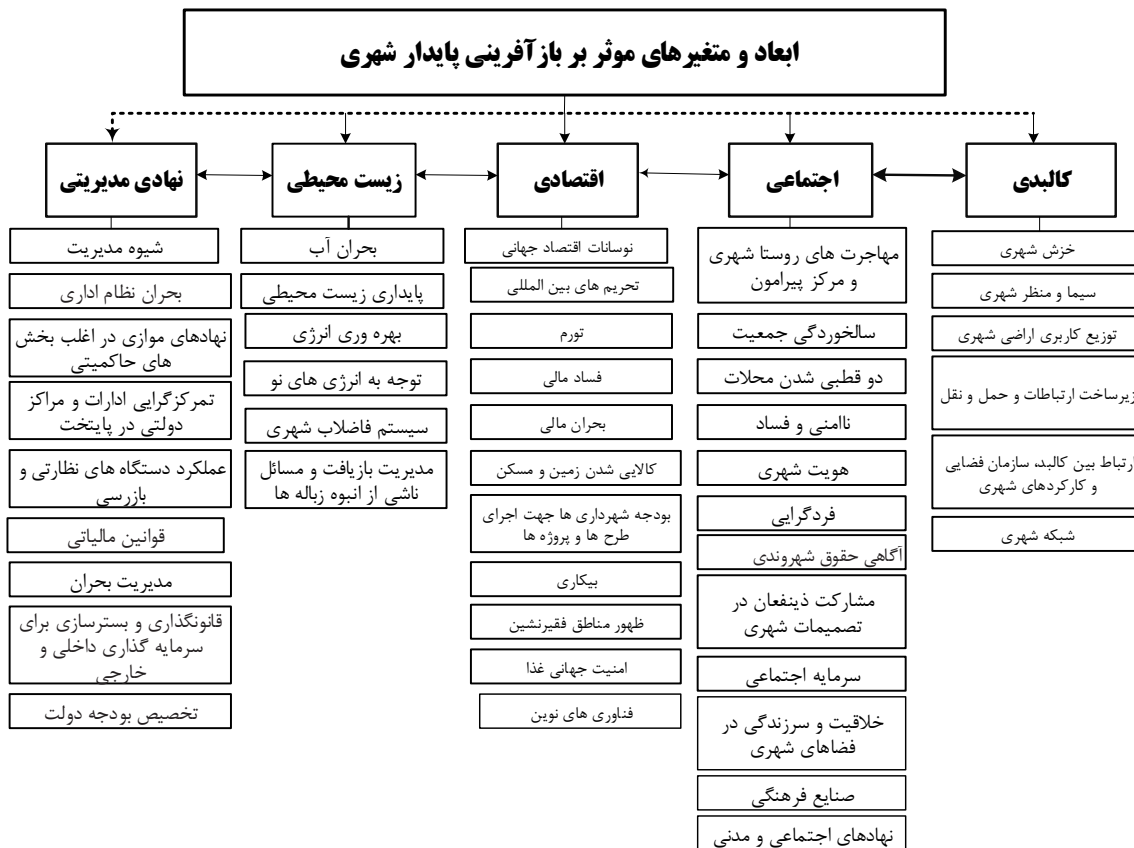 ابعاد و متغیرهای موثر بر بازآفرینی پایدار شهری
کالبدی
خزش شهری
سیما و منظر شهری
توزیع کاربری اراضی شهری
زیرساخت ارتباطات و حمل و نقل
ارتباط بین کالبد، سازمان فضایی
و کارکردهای شهری
شبکه شهری
اجتماعی
مهاجرت های روستا شهری
و مرکز پیرامون
سالخوردگی جمعیت
دو قطبی شدن محلات
ناامنی و فساد
هویت شهری
فردگرایی
آگاهی حقوق شهروندی
مشارکت ذینفعان در
تصمیمات شهری
سرمایه اجتماعی
خلاقیت و سرزندگی در
فضاهای شهری
صنایع فرهنگی
نهادهای اجتماعی و مدنی
اقتصادی
نوسانات اقتصاد جهانی
تحریم های بین المللی
تورم
فساد مالی
بحران مالی
کالایی شدن زمین و مسکن
بودجه شهرداری ها جهت اجرای
طرح ها و پروژه ها
بیکاری
ظهور مناطق فقیرنشین
امنیت جهانی غذا
فناوری های نوین
زیست محیطی
بحران آب
پایداری زیست محیطی
بهره وری انرژی
توجه به انرژی های نو
سیستم فاضلاب شهری
مدیریت بازیافت و مسائل
ناشی از انبوه زباله ها
نهادی مدیریتی
شیوه مدیریت
بحران نظام اداری
نهادهای موازی در اغلب بخش
های حاکمیتی
تمرکزگرایی ادارات و مراکز
دولتی در پایتخت
عملکرد دستگاه های نظارتی و
بازرسی
قوانین مالیاتی
مدیریت بحران
قانونگذاری و بسترسازی برای
سرمایه گذاری داخلی و
خارجی
تخصیص بودجه دولت